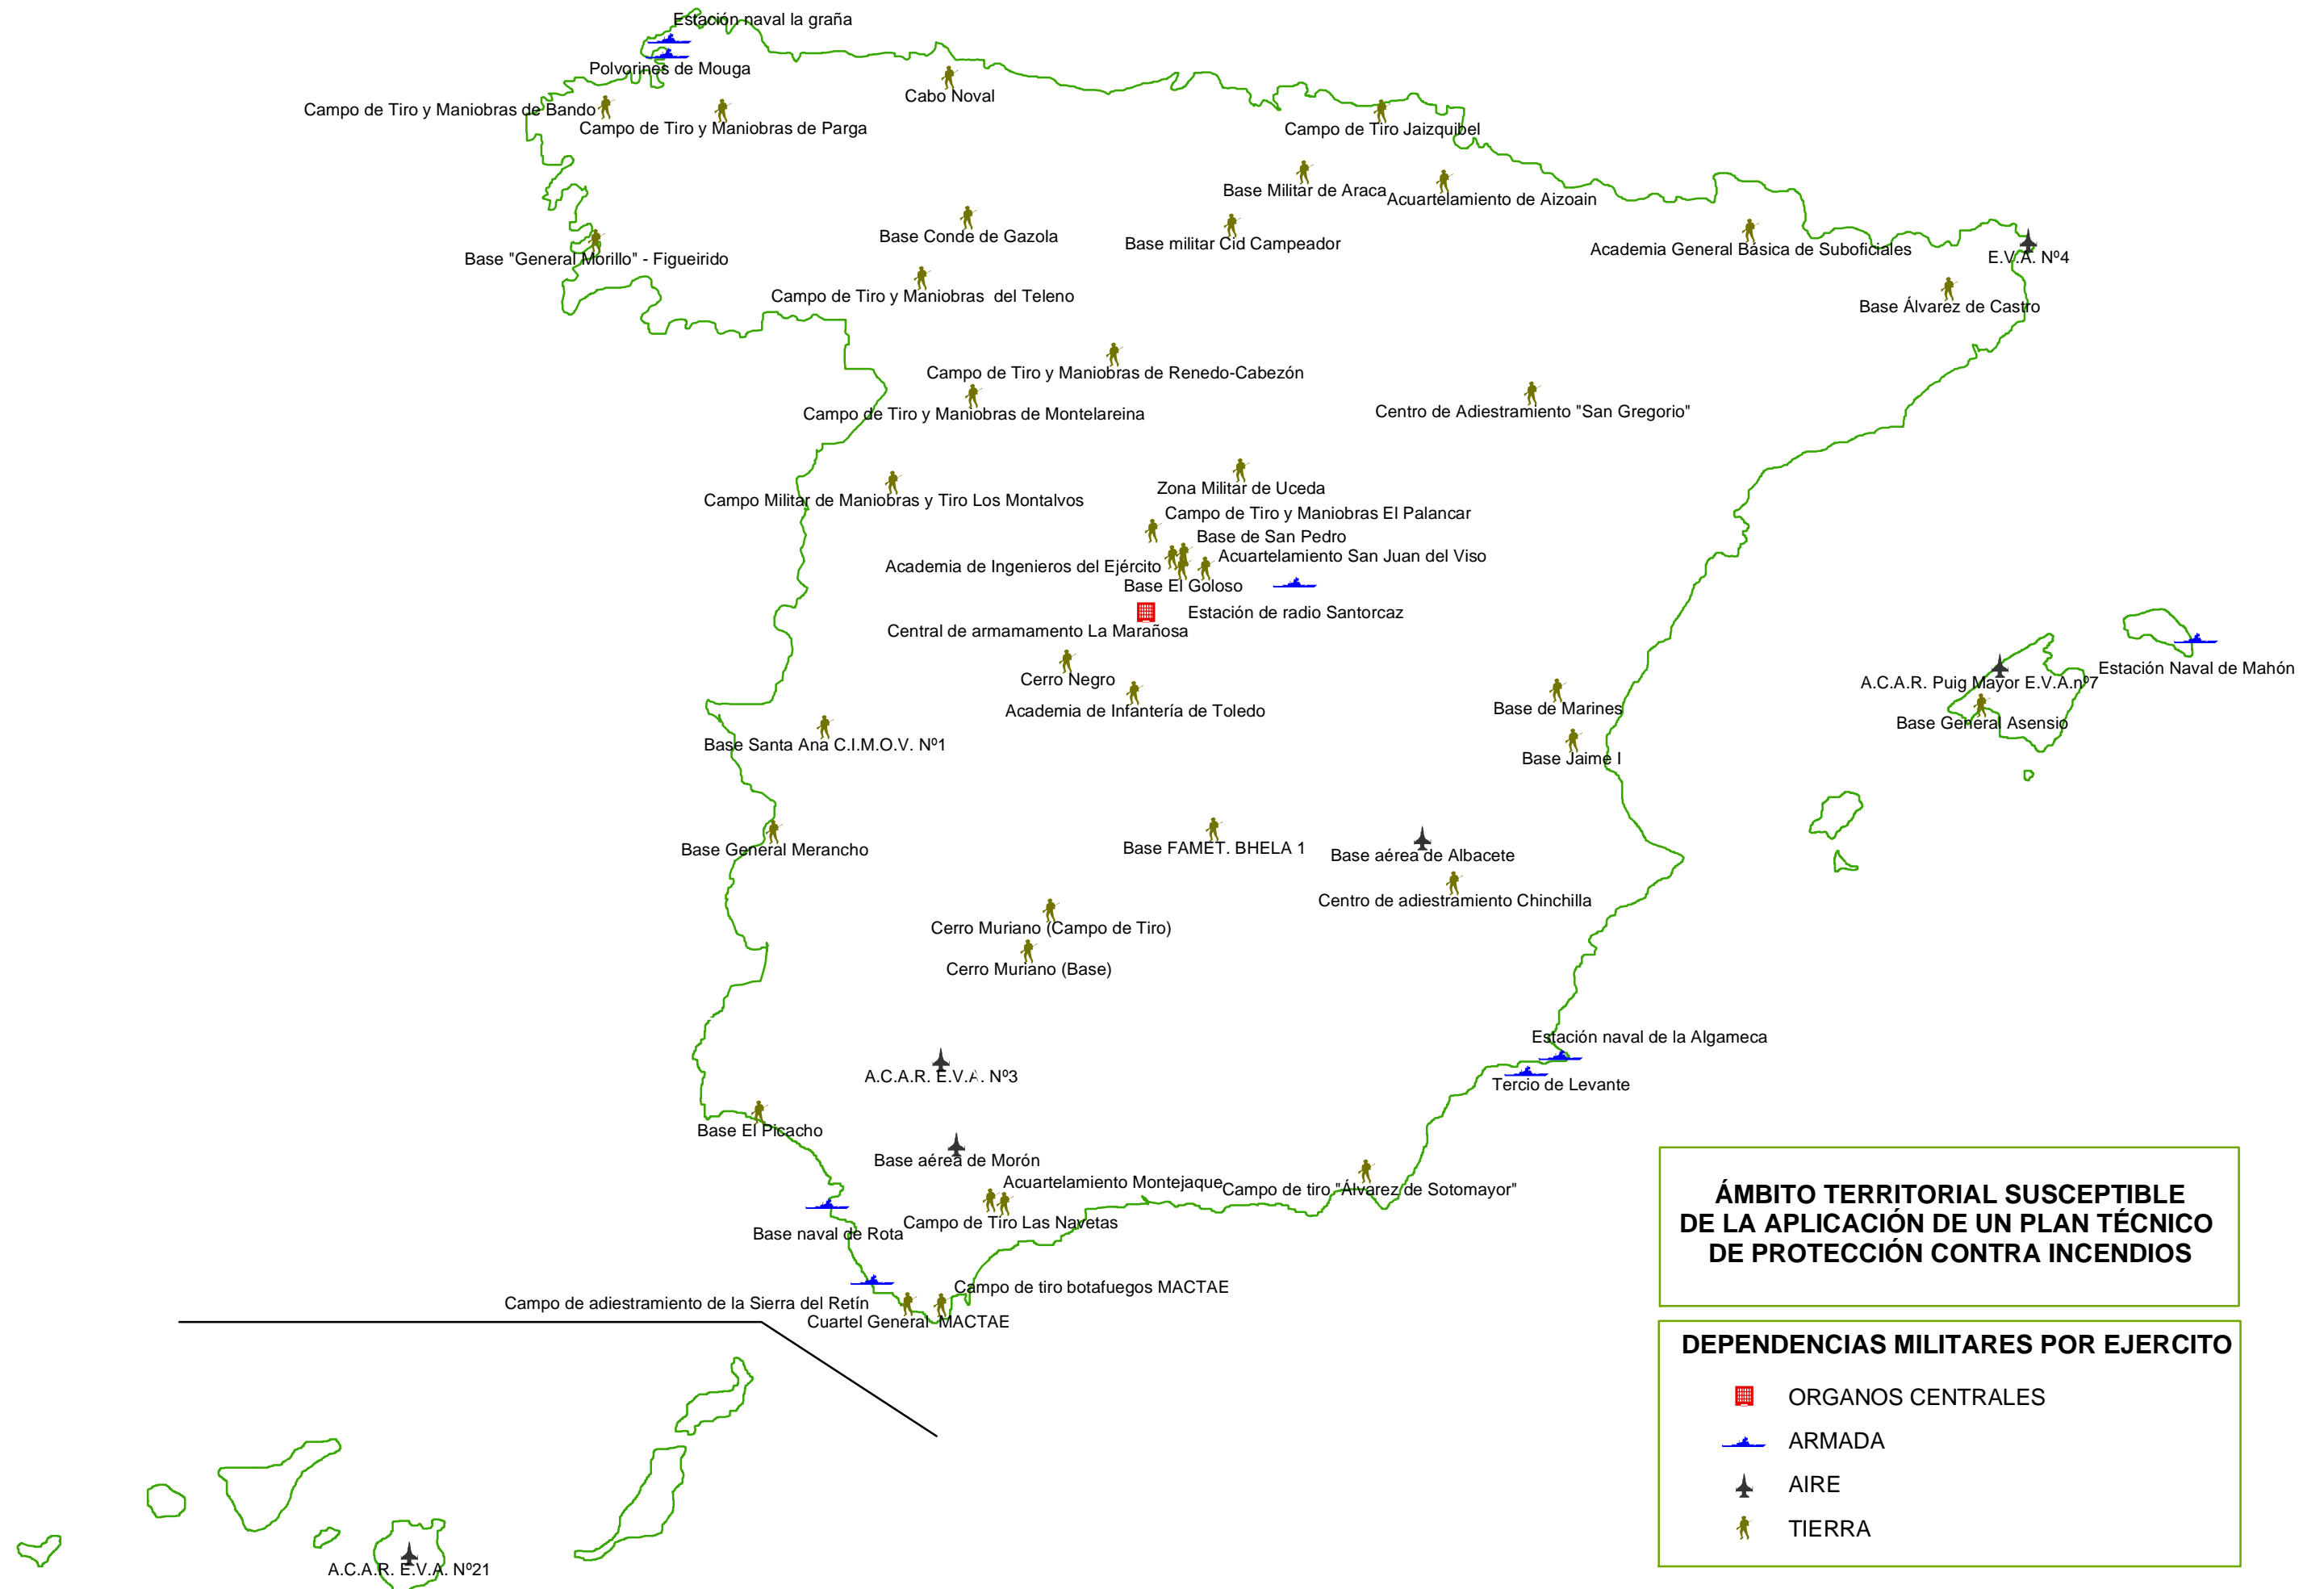 Estación naval la graña
Polvorines de Mouga
Cabo Noval
Campo de Tiro y Maniobras de Bando
Campo de Tiro y Maniobras de Parga
Campo de Tiro Jaizquibel
Base Militar de Araca
Acuartelamiento de Aizoain
Base Conde de Gazola
Base militar Cid Campeador
Academia General Básica de Suboficiales
Base "General Morillo" - Figueirido
E.V.A. Nº4
Campo de Tiro y Maniobras  del Teleno
Base Álvarez de Castro
Campo de Tiro y Maniobras de Renedo-Cabezón
Campo de Tiro y Maniobras de Montelareina
Centro de Adiestramiento "San Gregorio"
Zona Militar de Uceda
Campo Militar de Maniobras y Tiro Los Montalvos
Campo de Tiro y Maniobras El Palancar
Base de San Pedro
Acuartelamiento San Juan del Viso
Academia de Ingenieros del Ejército
Base El Goloso
Estación de radio Santorcaz
Central de armamamento La Marañosa
Estación Naval de Mahón
Cerro Negro
A.C.A.R. Puig Mayor E.V.A.nº7
Academia de Infantería de Toledo
Base de Marines
Base General Asensio
Base Santa Ana C.I.M.O.V. Nº1
Base Jaime I
Base General Merancho
Base FAMET. BHELA 1
Base aérea de Albacete
Centro de adiestramiento Chinchilla
Cerro Muriano (Campo de Tiro)
Cerro Muriano (Base)
Estación naval de la Algameca
A.C.A.R. E.V.A. Nº3
Tercio de Levante
Base El Picacho
Base aérea de Morón
Acuartelamiento Montejaque
Campo de tiro "Álvarez de Sotomayor"
Campo de Tiro Las Navetas
Base naval de Rota
Campo de tiro botafuegos MACTAE
Campo de adiestramiento de la Sierra del Retín
Cuartel General  MACTAE
A.C.A.R. E.V.A. Nº21
ÁMBITO TERRITORIAL SUSCEPTIBLE
DE LA APLICACIÓN DE UN PLAN TÉCNICO
DE PROTECCIÓN CONTRA INCENDIOS
DEPENDENCIAS MILITARES POR EJERCITO
ORGANOS CENTRALES
ARMADA
AIRE
TIERRA